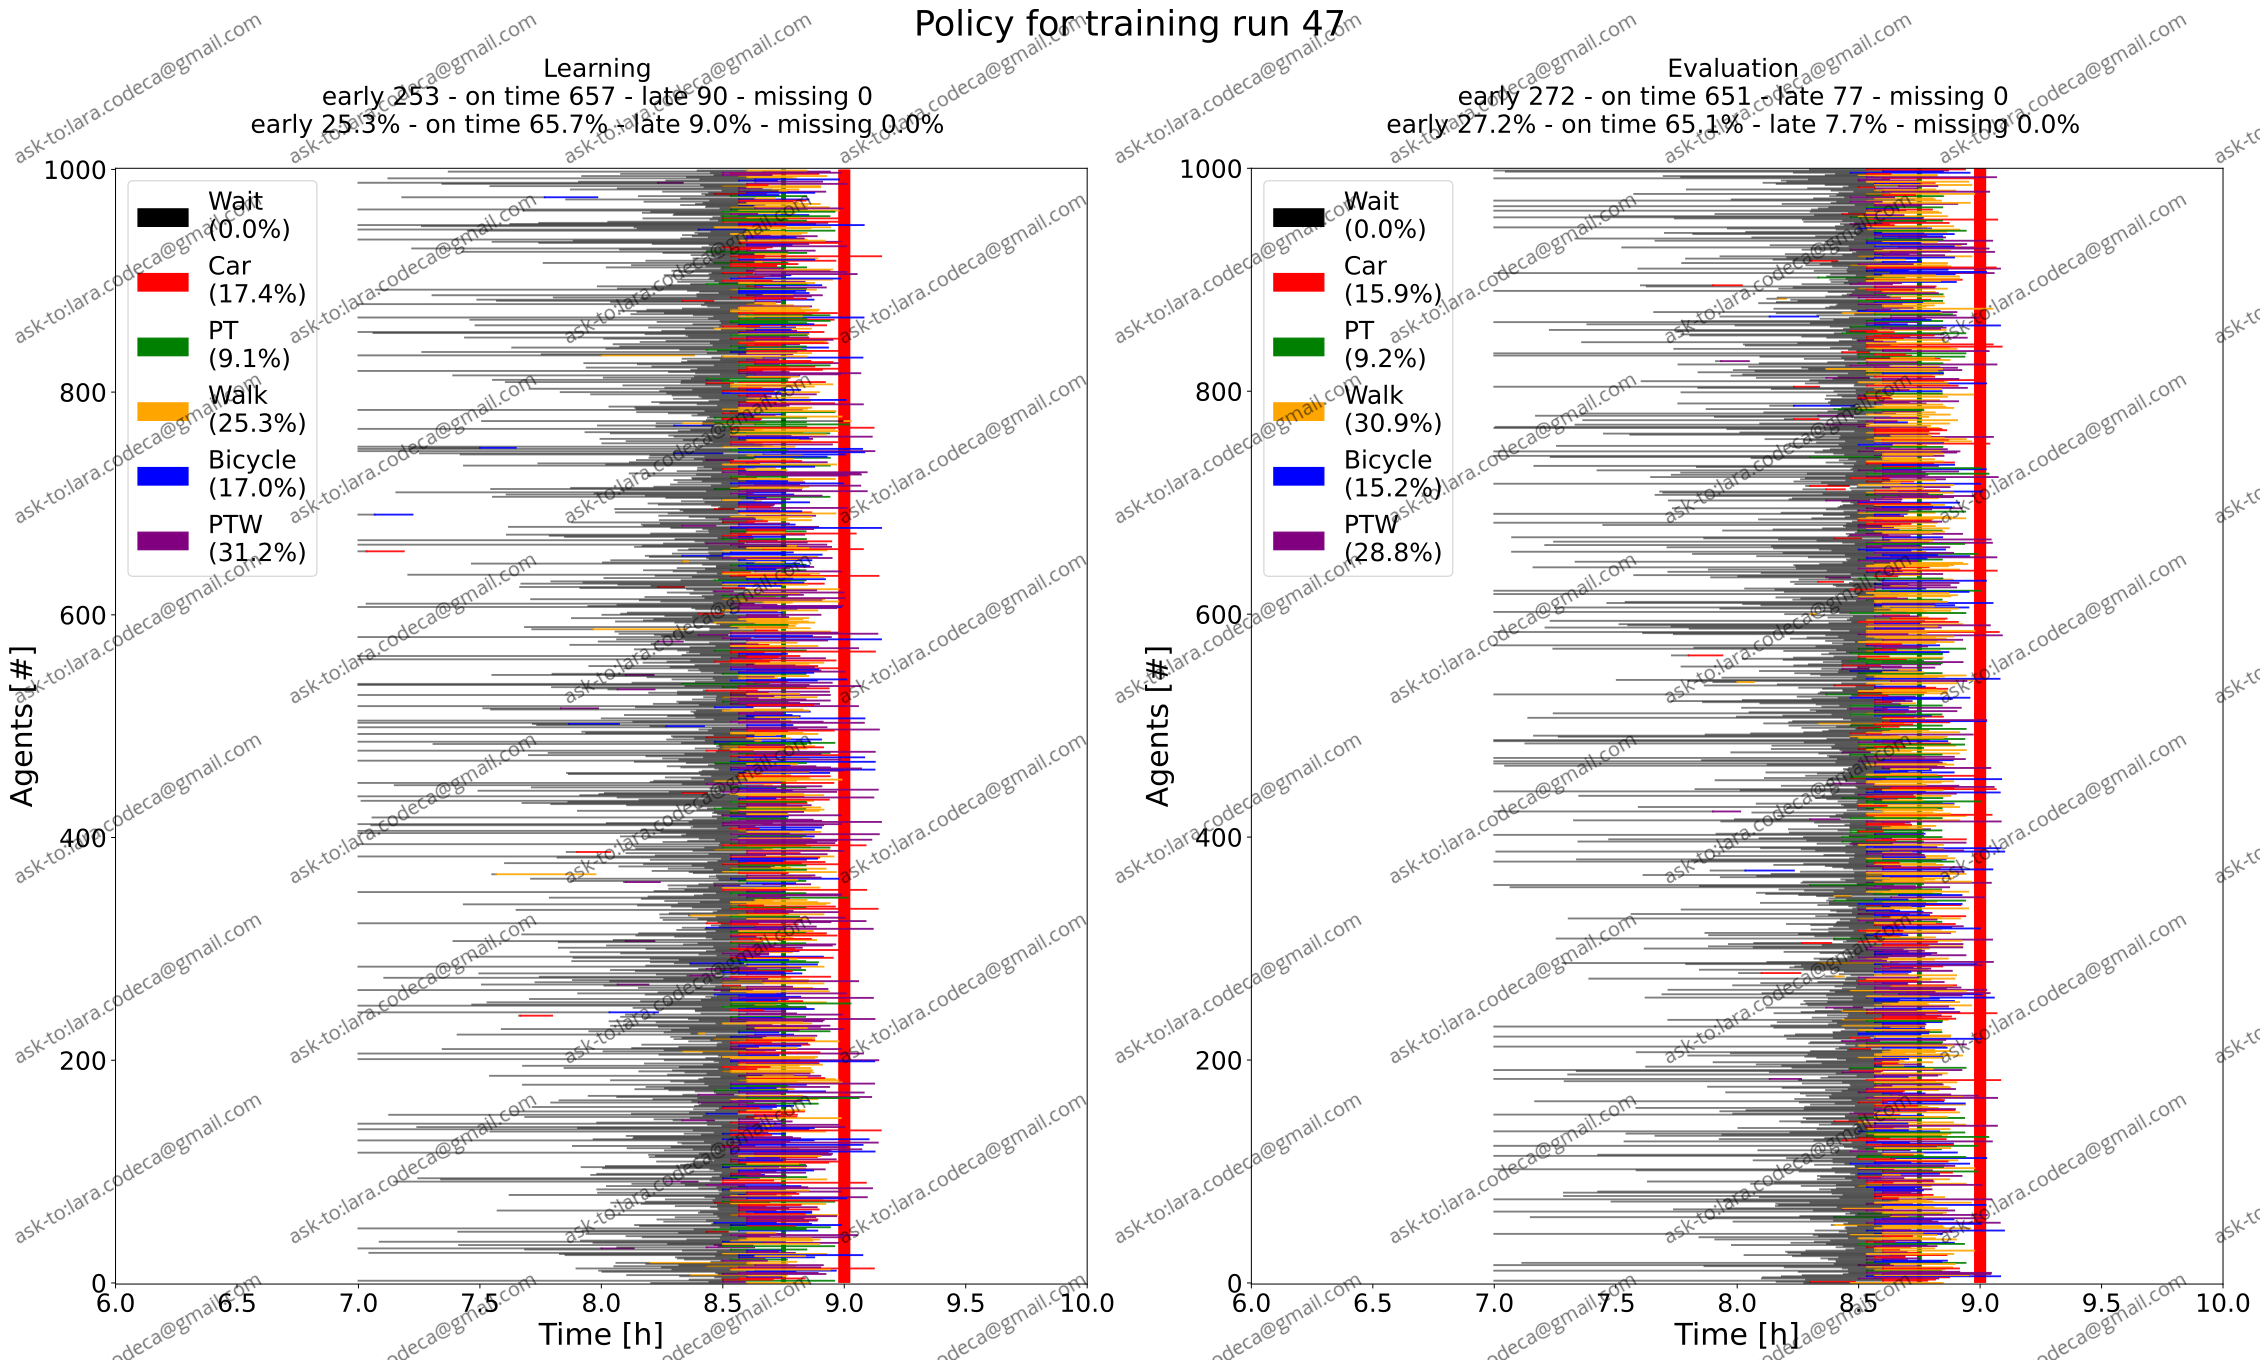 Policy for training run 47
Learning
early 253 - on time 657 - late 90 - missing 0
early 25.3% - on time 65.7% - late 9.0% - missing 0.0%
Wait
(0.0%)
Car
(17.4%)
PT
(9.1%)
Walk
(25.3%)
Bicycle
(17.0%)
PTW
(31.2%)
1000
800
600
400
200
0
Agents [#]
6.0 6.5 7.0 7.5 8.0 8.5 9.0 9.5 10.0
Time [h]
Evaluation
early 272 - on time 651 - late 77 - missing 0
early 27.2% - on time 65.1% - late 7.7% - missing 0.0%
Wait
(0.0%)
Car
(15.9%)
PT
(9.2%)
Walk
(30.9%)
Bicycle
(15.2%)
PTW
(28.8%)
1000
800
600
400
200
0
Agents [#]
6.0 6.5 7.0 7.5 8.0 8.5 9.0 9.5 10.0
Time [h]
ask-to:lara.codeca@gmail.com